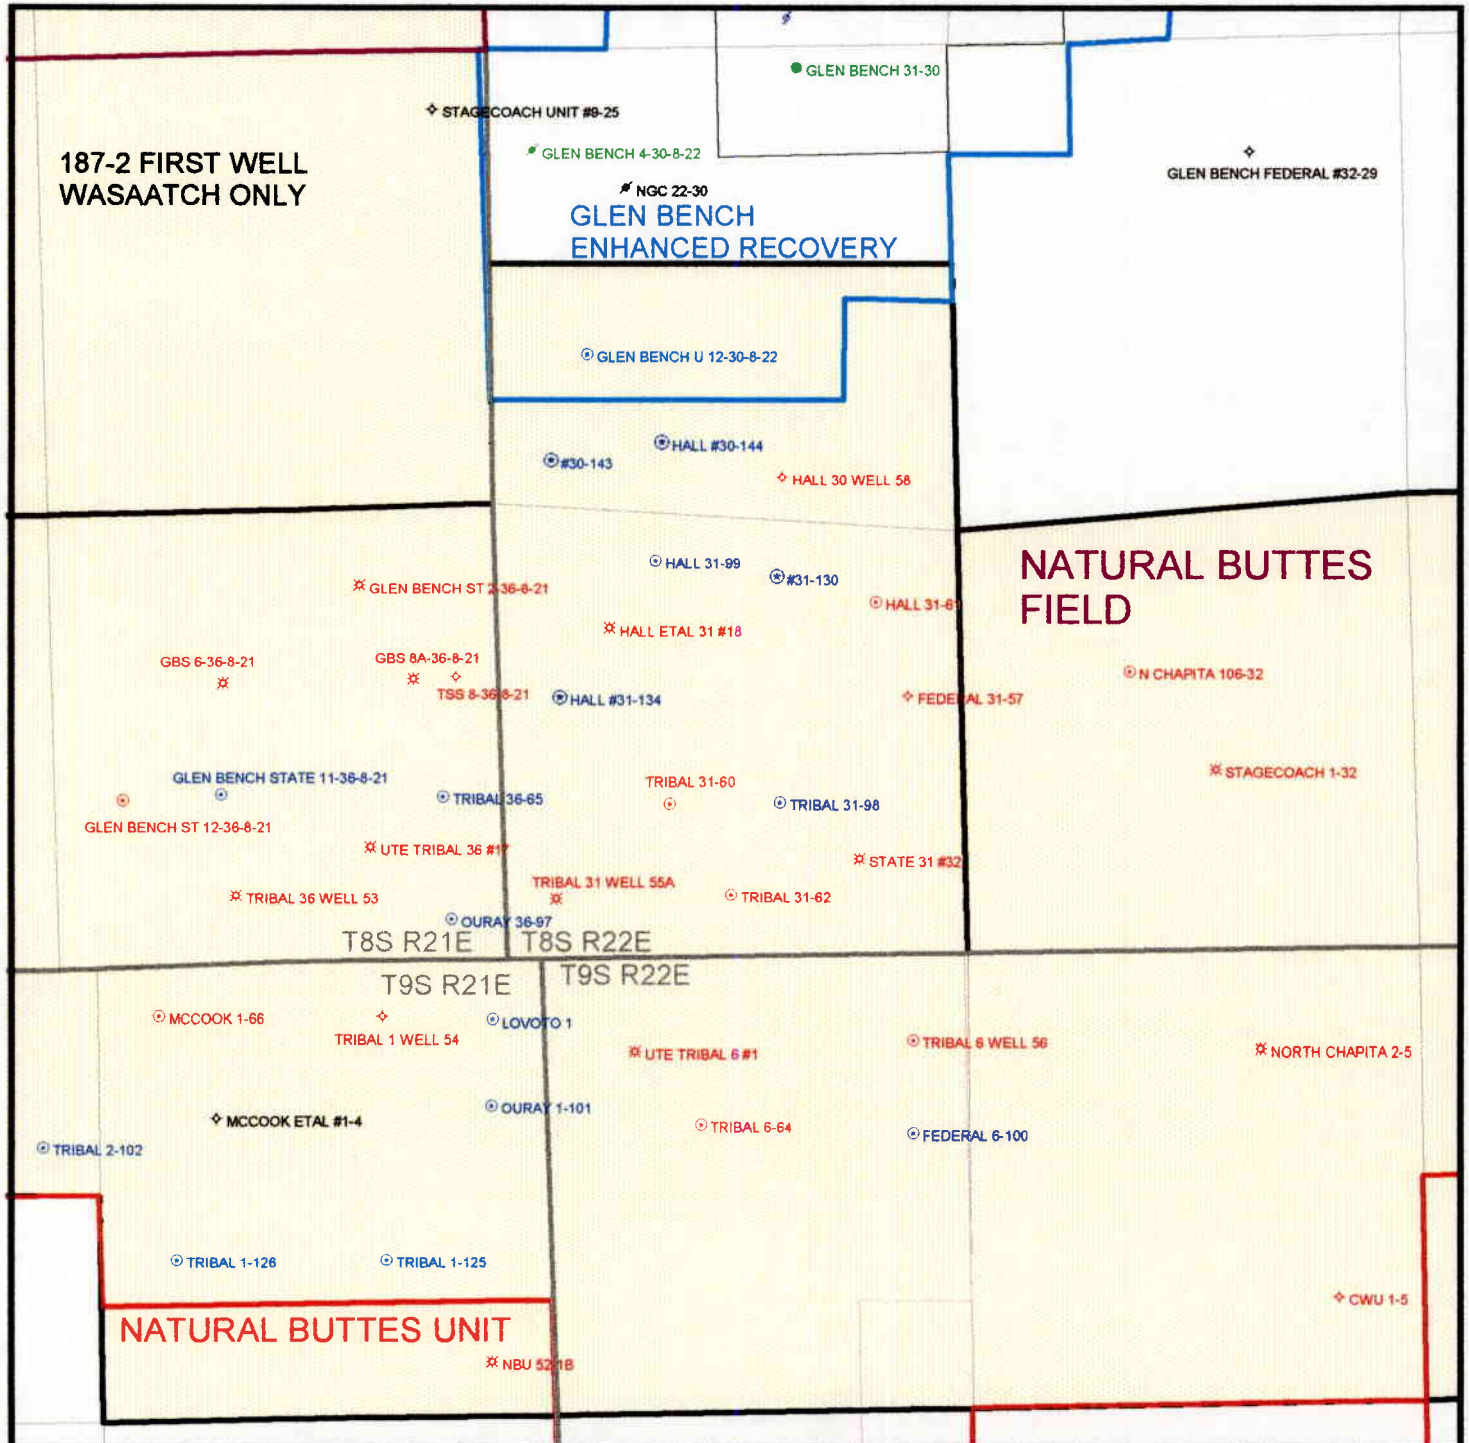 GLEN BENCH 31-30
STAGECOACH UNIT #9-25
GLEN BENCH 4-30-8-22
187-2 FIRST WELL
WASAATCH ONLY
GLEN BENCH FEDERAL #32-29
NGC 22-30
GLEN BENCH
ENHANCED RECOVERY
GLEN BENCH U 12-30-8-22
HALL #30-144
#30-143
HALL 30 WELL 58
HALL 31-99
#31-130
NATURAL BUTTES
FIELD
GLEN BENCH ST 2-36-8-21
HALL 31-61
HALL ETAL 31 #18
GBS 6-36-8-21
GBS 8A-36-8-21
N CHAPITA 106-32
TSS 8-36-8-21
HALL #31-134
FEDERAL 31-57
STAGECOACH 1-32
GLEN BENCH STATE 11-36-8-21
TRIBAL 31-60
TRIBAL 36-65
TRIBAL 31-98
GLEN BENCH ST 12-36-8-21
UTE TRIBAL 36 #17
STATE 31 #32
TRIBAL 31 WELL 55A
TRIBAL 36 WELL 53
TRIBAL 31-62
OURAY 36-97
T8S R21E
T8S R22E
T9S R21E
T9S R22E
MCCOOK 1-66
LOVOTO 1
TRIBAL 1 WELL 54
TRIBAL 6 WELL 56
UTE TRIBAL 6 #1
NORTH CHAPITA 2-5
OURAY 1-101
MCCOOK ETAL #1-4
TRIBAL 6-64
FEDERAL 6-100
TRIBAL 2-102
TRIBAL 1-126
TRIBAL 1-125
CWU 1-5
NATURAL BUTTES UNIT
NBU 52-1B